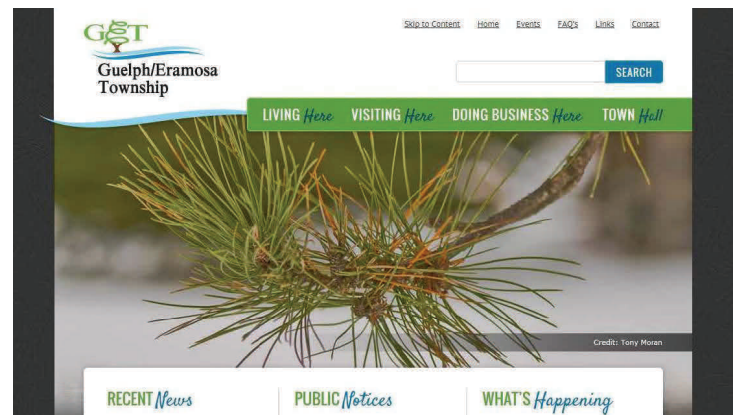 Skip to Content Home Events FAQ's Links Contact
GET
Guelph/Eramosa
Township
SEARCH
LIVING Here VISITING Here DOING BUSINESS Here TOWN Hall
Credit: Tony Moran
RECENT News PUBLIC Notices WHAT'S Happening